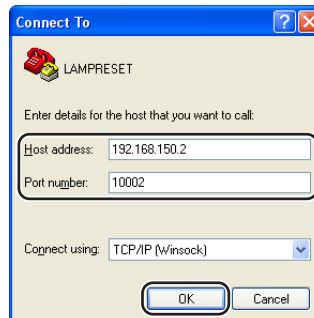 Connect To
LAMPRESET
Enter details for the host that you want to call:
Host address: 192.168.150.2
Port number: 10002
Connect using: TCP/IP (Winsock)
OK Cancel